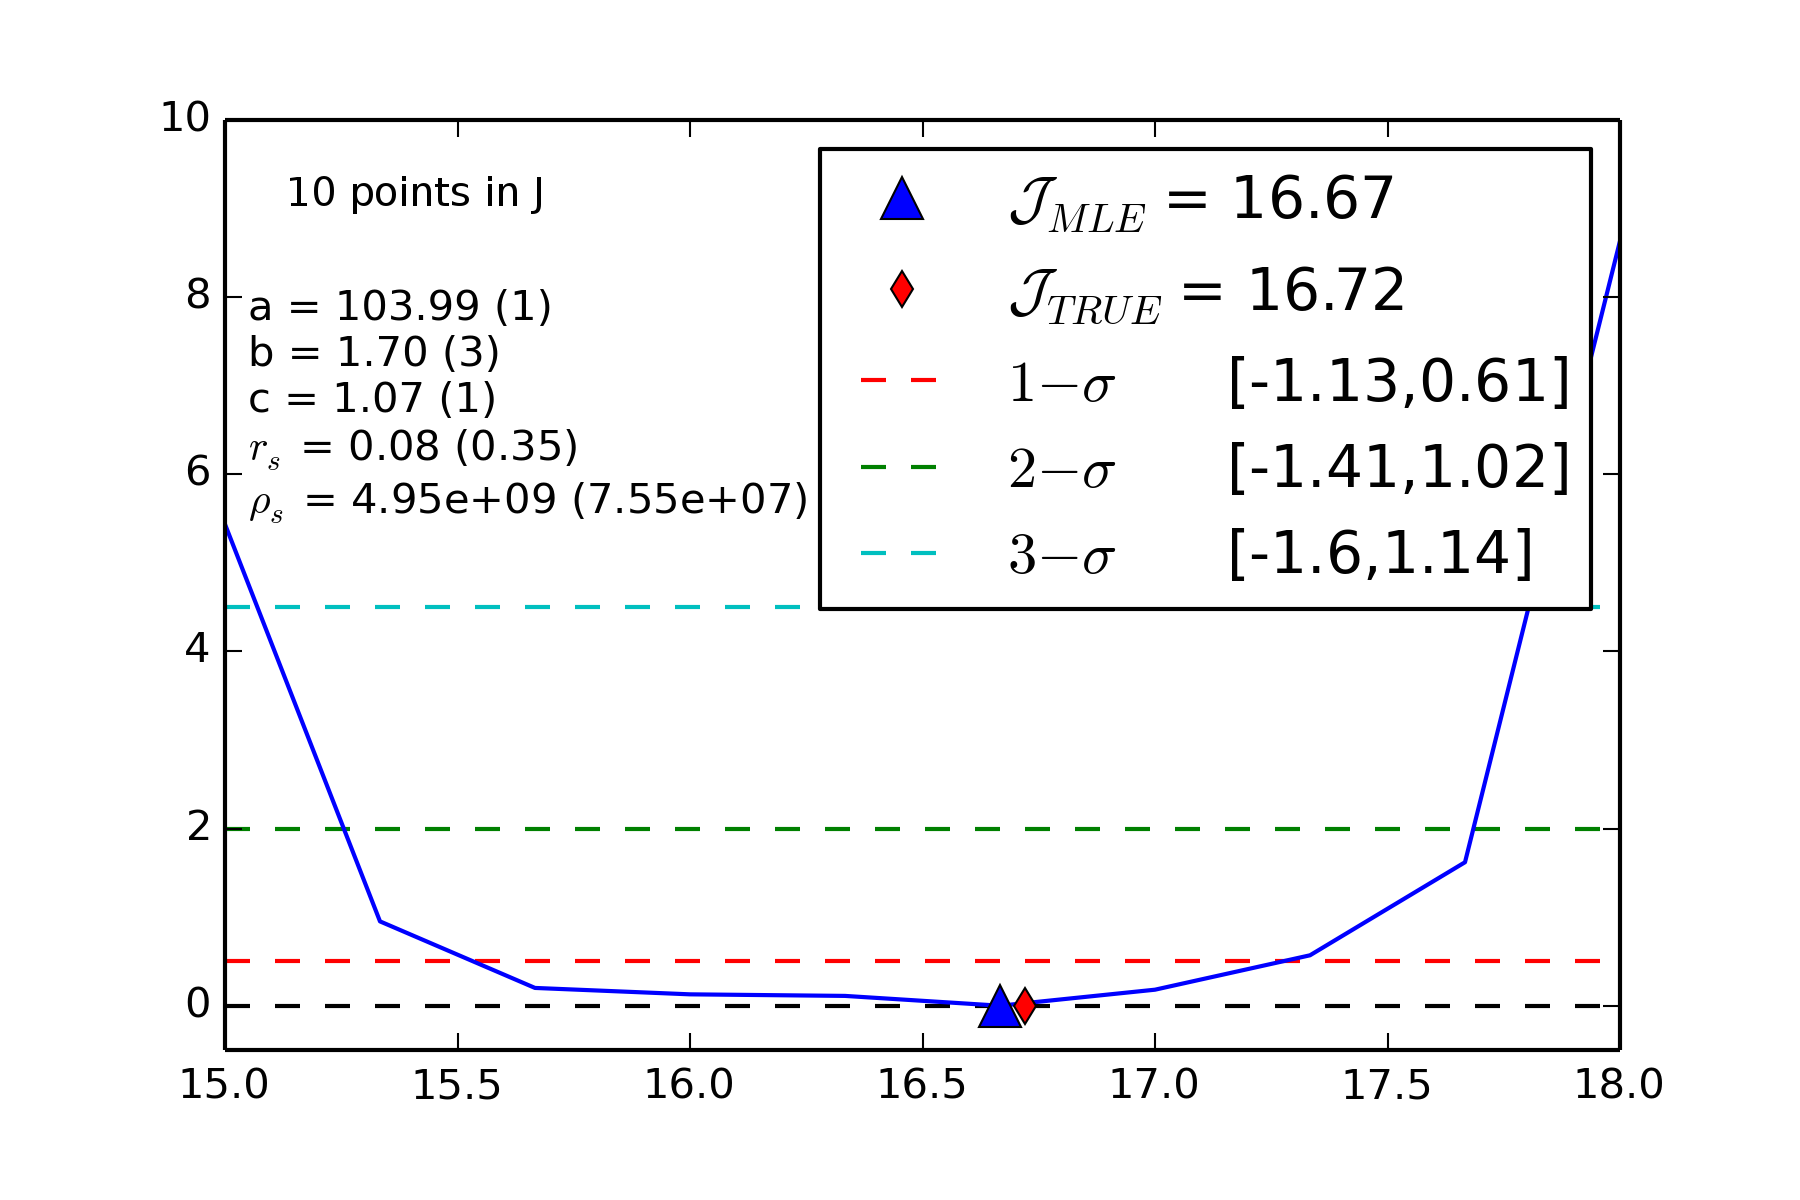 10
8
6
4
2
0
10 points in J
a = 103.99 (1)
b = 1.70 (3)
c = 1.07 (1)
r_s = 0.08 (0.35)
ρ_s = 4.95e+09 (7.55e+07)
𝒥_MLE = 16.67
𝒥_TRUE = 16.72
1−σ [-1.13,0.61]
2−σ [-1.41,1.02]
3−σ [-1.6,1.14]
15.0 15.5 16.0 16.5 17.0 17.5 18.0